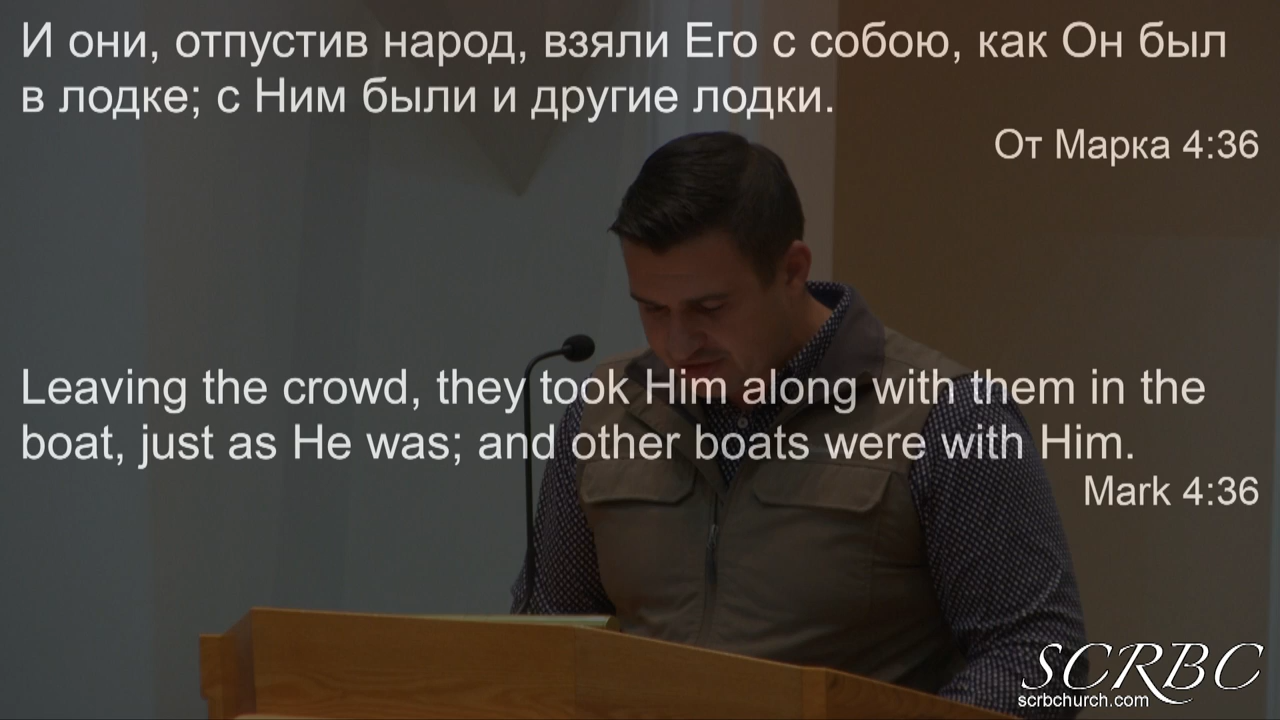 И они, отпустив народ, взяли Его с собою, как Он был
в лодке; с Ним были и другие лодки.
От Марка 4:36
Leaving the crowd, they took Him along with them in the
boat, just as He was; and other boats were with Him.
Mark 4:36
SCRBC
scrbchurch.com